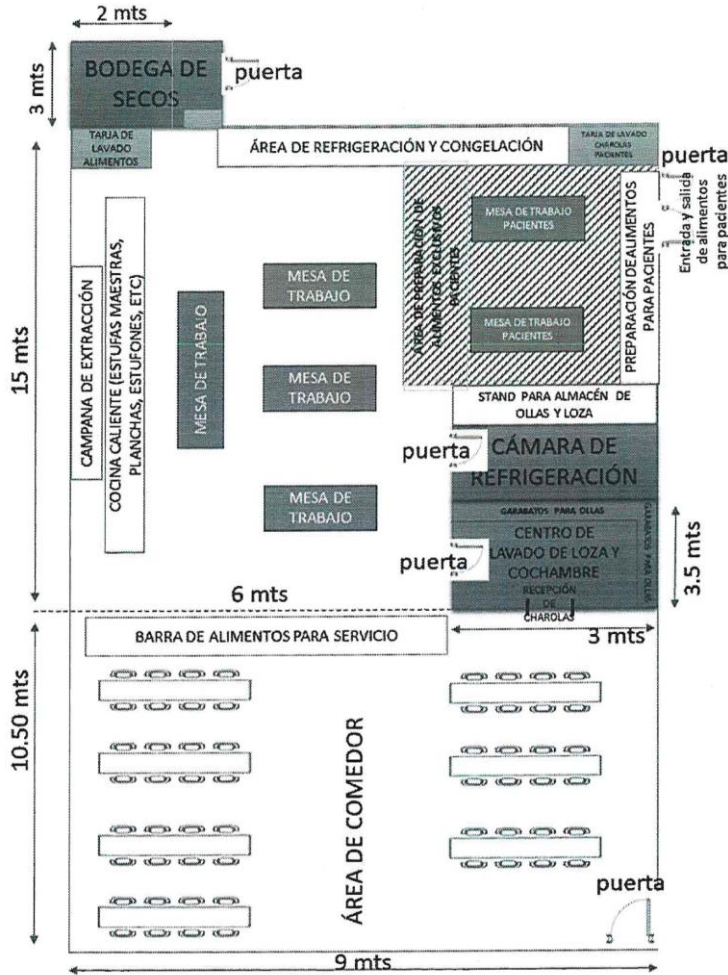 2 mts
3 mts
BODEGA DE
SECOS
puerta
TARJA DE
LAVADO
ALIMENTOS
ÁREA DE REFRIGERACIÓN Y CONGELACIÓN
TARJA DE LAVADO
CHAROLAS
PACIENTES
puerta
Entrada y salida
de alimentos
para pacientes
15 mts
CAMPANA DE EXTRACCIÓN
COCINA CALIENTE (ESTUFAS MAESTRAS,
PLANCHAS, ESTUFONES, ETC)
MESA DE TRABAJO
MESA DE
TRABAJO
MESA DE
TRABAJO
MESA DE
TRABAJO
ÁREA DE PREPARACIÓN DE
ALIMENTOS EXCLUSIVOS
PACIENTES
MESA DE TRABAJO
PACIENTES
MESA DE TRABAJO
PACIENTES
PREPARACIÓN DE ALIMENTOS
PARA PACIENTES
STAND PARA ALMACÉN DE
OLLAS Y LOZA
puerta
CÁMARA DE
REFRIGERACIÓN
GARABATOS PARA OLLAS
GARABATOS PARA OLLAS
puerta
CENTRO DE
LAVADO DE LOZA Y
COCHAMBRE
RECEPCIÓN
DE
CHAROLAS
3.5 mts
6 mts
3 mts
BARRA DE ALIMENTOS PARA SERVICIO
10.50 mts
ÁREA DE COMEDOR
puerta
9 mts